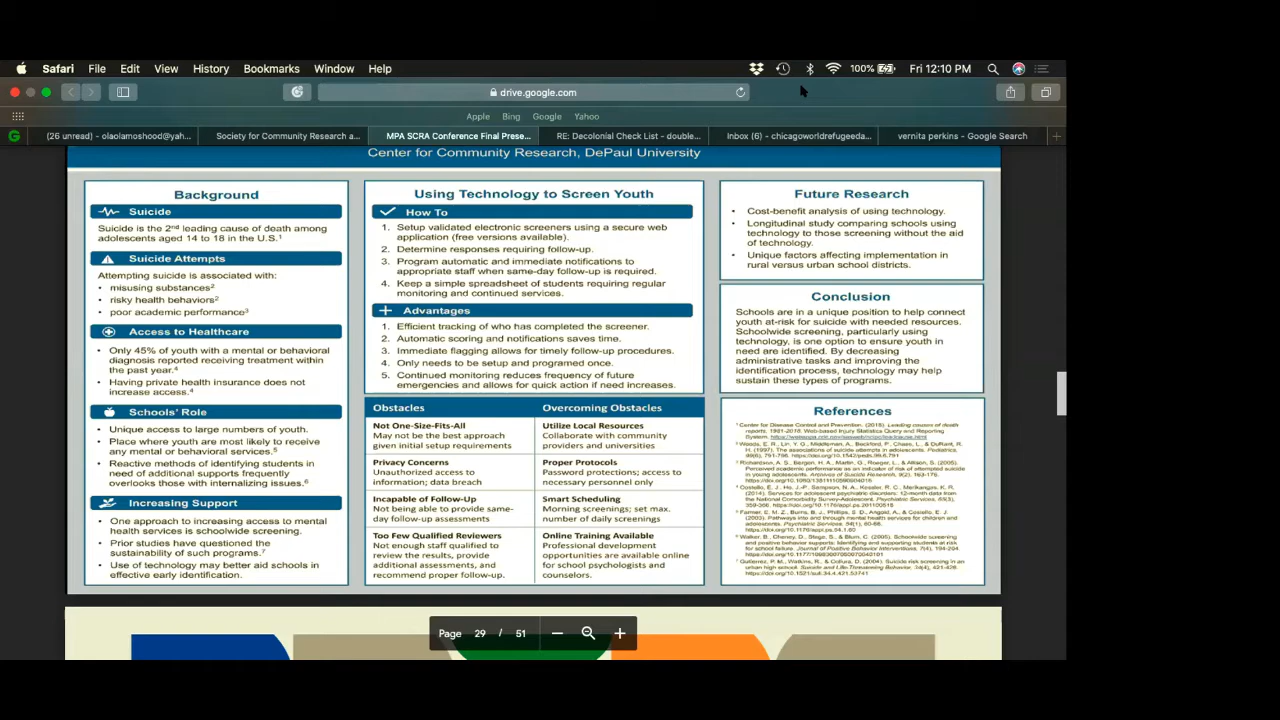 Safari File Edit View History Bookmarks Window Help 100% Fri 12:10 PM
drive.google.com
Apple Bing Google Yahoo
(26 unread) - olaolamoshood@yah... Society for Community Research a... MPA SCRA Conference Final Prese... RE: Decolonial Check List - double... Inbox (6) - chicagoworldrefugeeda... vernita perkins - Google Search
Center for Community Research, DePaul University
Background
Suicide
Suicide is the 2nd leading cause of death among
adolescents aged 14 to 18 in the U.S.1
Suicide Attempts
Attempting suicide is associated with:
• misusing substances2
• risky health behaviors2
• poor academic performance3
Access to Healthcare
• Only 45% of youth with a mental or behavioral
diagnosis reported receiving treatment within
the past year.4
• Having private health insurance does not
increase access.4
Schools' Role
• Unique access to large numbers of youth.
• Place where youth are most likely to receive
any mental or behavioral services.5
• Reactive methods of identifying students in
need of additional supports frequently
overlooks those with internalizing issues.6
Increasing Support
• One approach to increasing access to mental
health services is schoolwide screening.
• Prior studies have questioned the
sustainability of such programs.7
• Use of technology may better aid schools in
effective early identification.
Using Technology to Screen Youth
How To
1. Setup validated electronic screeners using a secure web
application (free versions available).
2. Determine responses requiring follow-up.
3. Program automatic and immediate notifications to
appropriate staff when same-day follow-up is required.
4. Keep a simple spreadsheet of students requiring regular
monitoring and continued services.
Advantages
1. Efficient tracking of who has completed the screener.
2. Automatic scoring and notifications saves time.
3. Immediate flagging allows for timely follow-up procedures.
4. Only needs to be setup and programed once.
5. Continued monitoring reduces frequency of future
emergencies and allows for quick action if need increases.
Obstacles Overcoming Obstacles
Not One-Size-Fits-All
May not be the best approach
given initial setup requirements
Utilize Local Resources
Collaborate with community
providers and universities
Privacy Concerns
Unauthorized access to
information; data breach
Proper Protocols
Password protections; access to
necessary personnel only
Incapable of Follow-Up
Not being able to provide same-
day follow-up assessments
Smart Scheduling
Morning screenings; set max.
number of daily screenings
Too Few Qualified Reviewers
Not enough staff qualified to
review the results, provide
additional assessments, and
recommend proper follow-up.
Online Training Available
Professional development
opportunities are available online
for school psychologists and
counselors.
Future Research
• Cost-benefit analysis of using technology.
• Longitudinal study comparing schools using
technology to those screening without the aid
of technology.
• Unique factors affecting implementation in
rural versus urban school districts.
Conclusion
Schools are in a unique position to help connect
youth at-risk for suicide with needed resources.
Schoolwide screening, particularly using
technology, is one option to ensure youth in
need are identified. By decreasing
administrative tasks and improving the
identification process, technology may help
sustain these types of programs.
References
Page 29 / 51